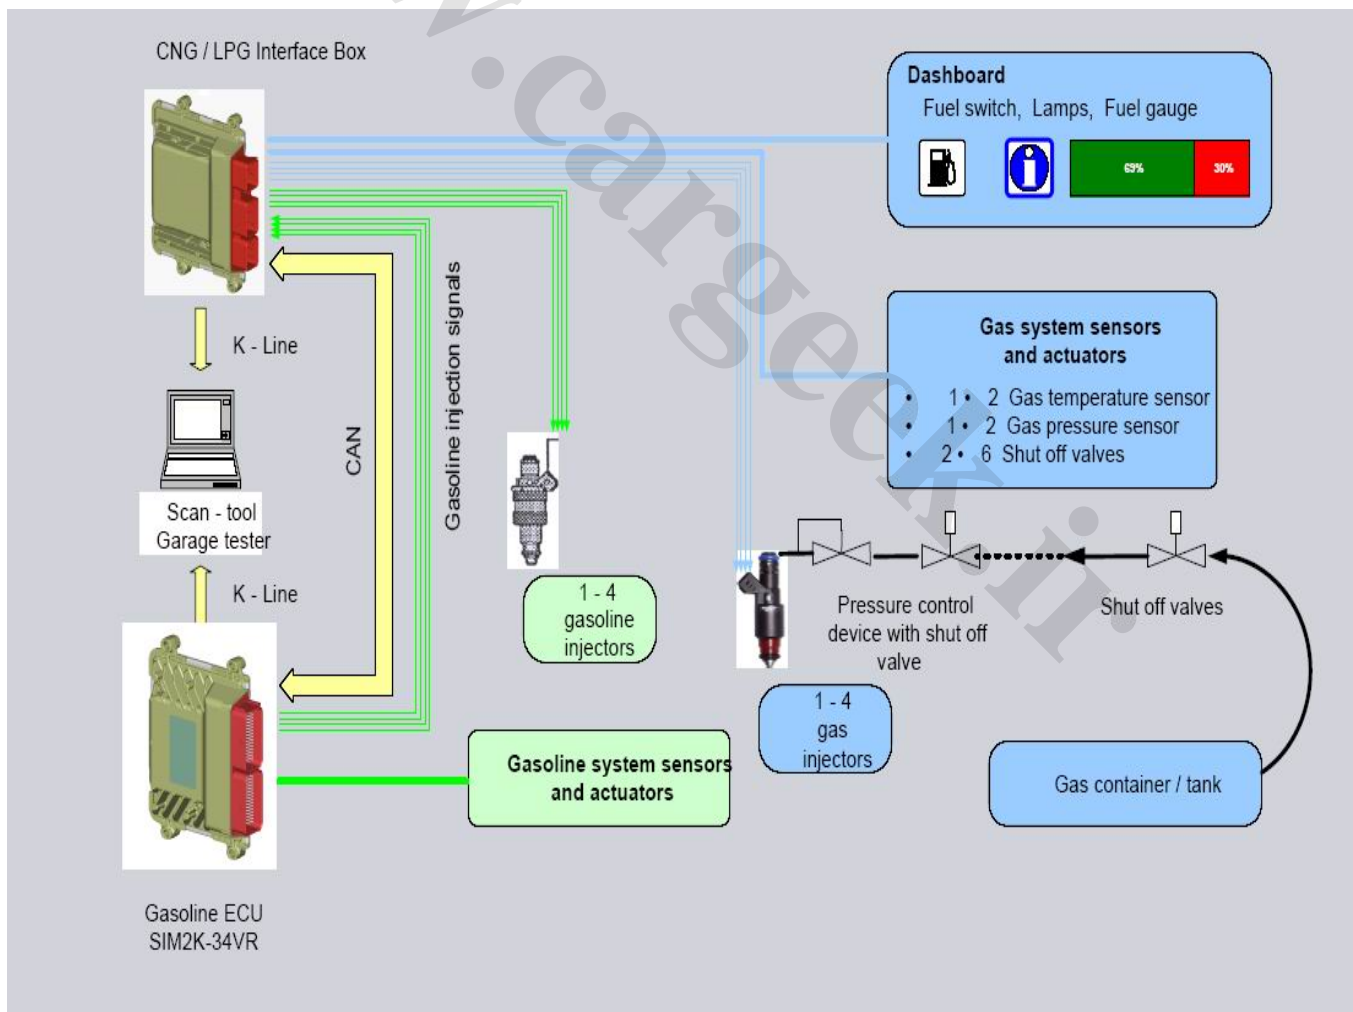 CNG / LPG Interface Box
Dashboard
Fuel switch, Lamps, Fuel gauge
69%
30%
Gas system sensors
and actuators
• 1 • 2 Gas temperature sensor
• 1 • 2 Gas pressure sensor
• 2 • 6 Shut off valves
K - Line
CAN
Gasoline injection signals
Scan - tool
Garage tester
K - Line
1 - 4
gasoline
injectors
Pressure control
device with shut off
valve
Shut off valves
1 - 4
gas
injectors
Gasoline system sensors
and actuators
Gas container / tank
Gasoline ECU
SIM2K-34VR
w.cargeek.ir